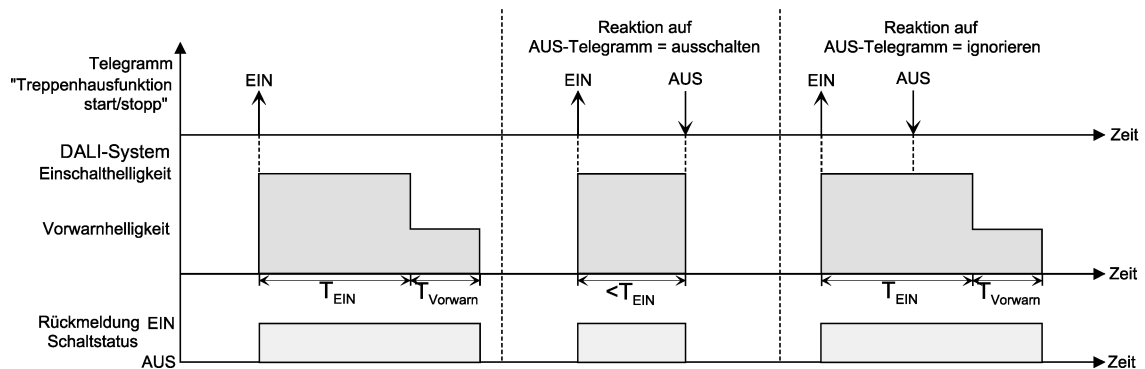 Reaktion auf
AUS-Telegramm = ausschalten
Reaktion auf
AUS-Telegramm = ignorieren
Telegramm
"Treppenhausfunktion
start/stopp"
EIN
EIN
AUS
EIN
AUS
Zeit
DALI-System
Einschalthelligkeit
Vorwarnhelligkeit
Zeit
TEIN
TVorwarn
<TEIN
TEIN
TVorwarn
Rückmeldung EIN
Schaltstatus
AUS
Zeit